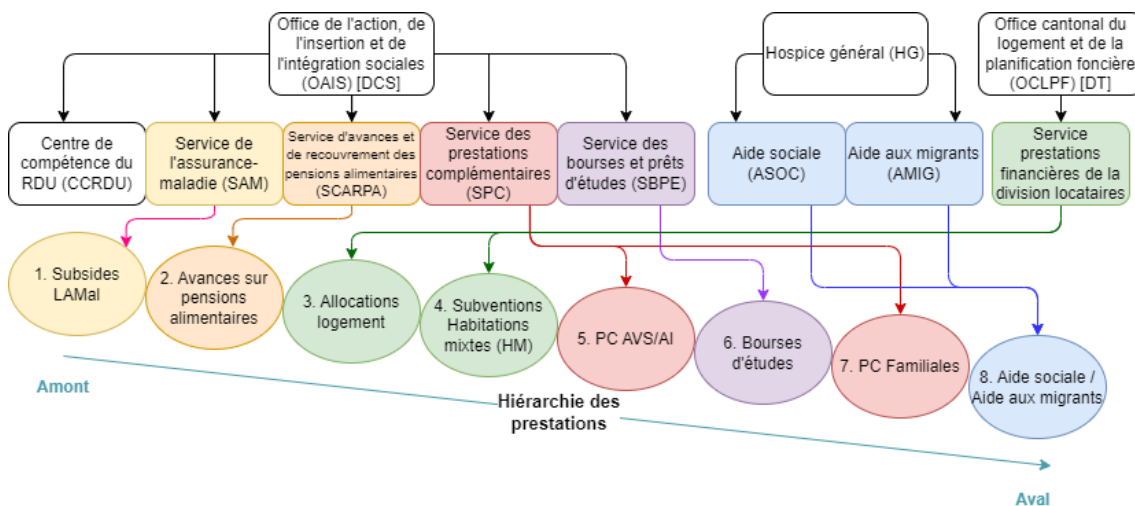 Office de l'action, de
l'insertion et de
l'intégration sociales
(OAIS) [DCS]
Hospice général (HG)
Office cantonal du
logement et de la
planification foncière
(OCLPF) [DT]
Centre de
compétence du
RDU (CCRDU)
Service de
l'assurance-
maladie (SAM)
Service d'avances et
de recouvrement des
pensions alimentaires
(SCARPA)
Service des
prestations
complémentaires
(SPC)
Service des
bourses et prêts
d'études (SBPE)
Aide sociale
(ASOC)
Aide aux migrants
(AMIG)
Service
prestations
financières de la
division locataires
1. Subsides
LAMal
2. Avances sur
pensions
alimentaires
3. Allocations
logement
4. Subventions
Habitations
mixtes (HM)
5. PC AVS/AI
6. Bourses
d'études
7. PC Familiales
8. Aide sociale /
Aide aux migrants
Amont
Hiérarchie des
prestations
Aval